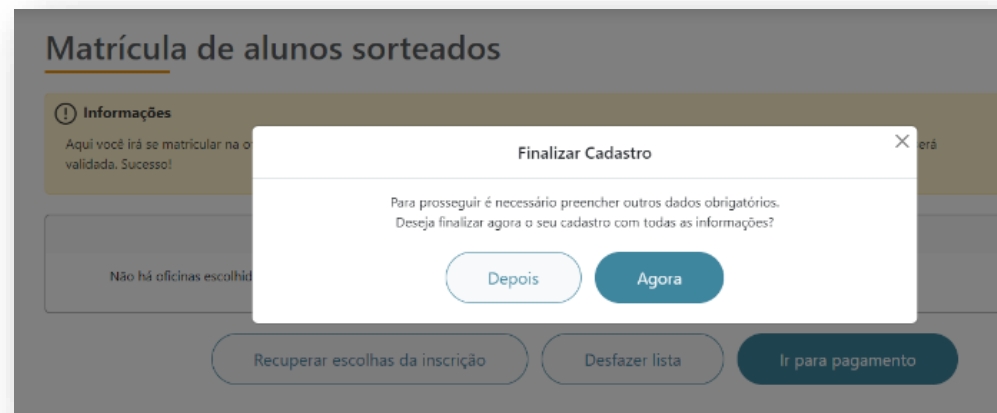 Matrícula de alunos sorteados
Informações
Aqui você irá se matricular na o
erá
validada. Sucesso!
Finalizar Cadastro
Para prosseguir é necessário preencher outros dados obrigatórios.
Deseja finalizar agora o seu cadastro com todas as informações?
Depois
Agora
Não há oficinas escolhid
Recuperar escolhas da inscrição
Desfazer lista
Ir para pagamento